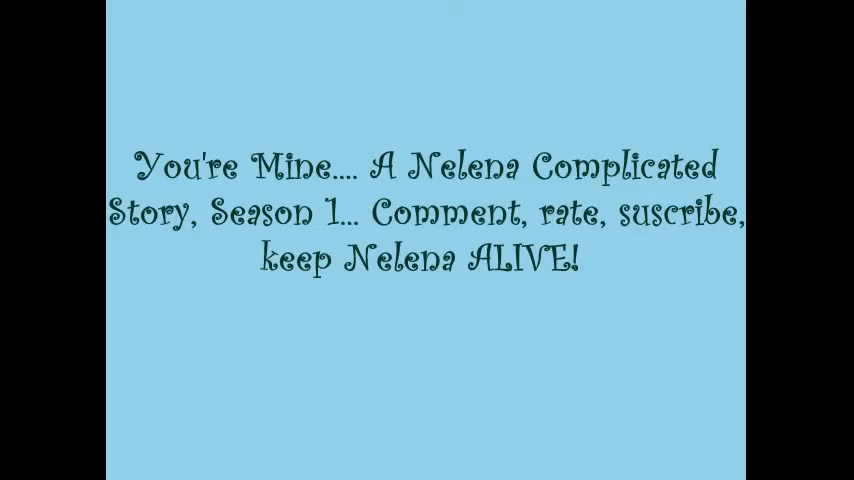 You're Mine.... A Nelena Complicated
Story, Season 1... Comment, rate, suscribe,
keep Nelena ALIVE!